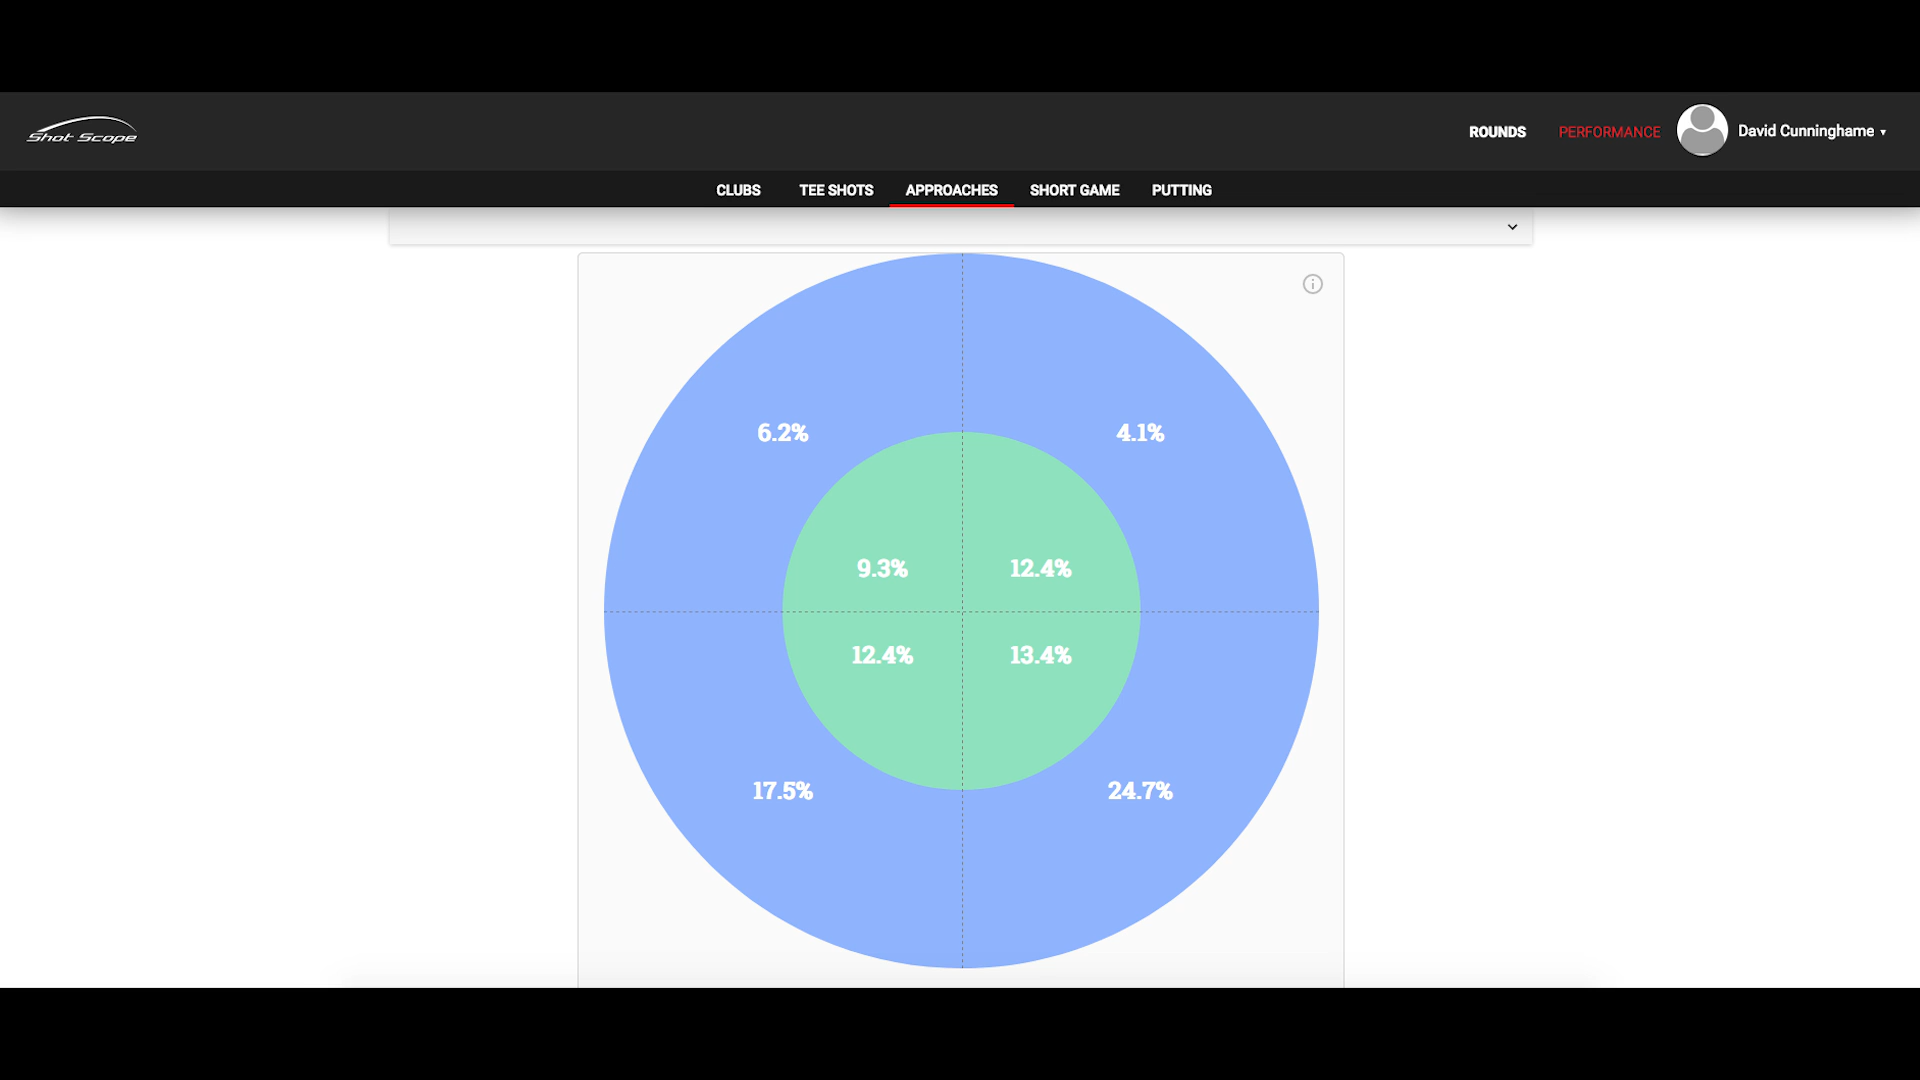 Shot Scope
ROUNDS PERFORMANCE David Cunninghame
CLUBS TEE SHOTS APPROACHES SHORT GAME PUTTING
6.2% 4.1%
9.3% 12.4%
12.4% 13.4%
17.5% 24.7%